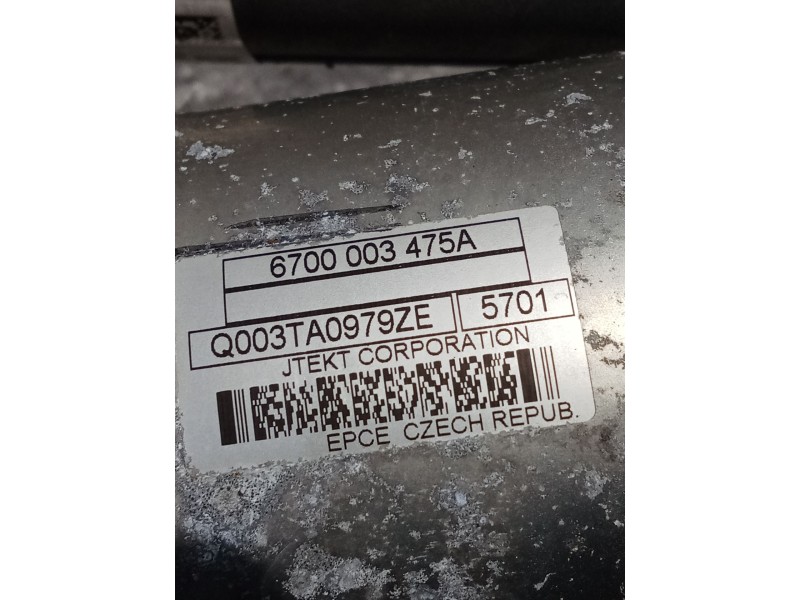 6700 003 475A
Q003TA0979ZE 5701
JTEKT CORPORATION
EPCE CZECH REPUB.